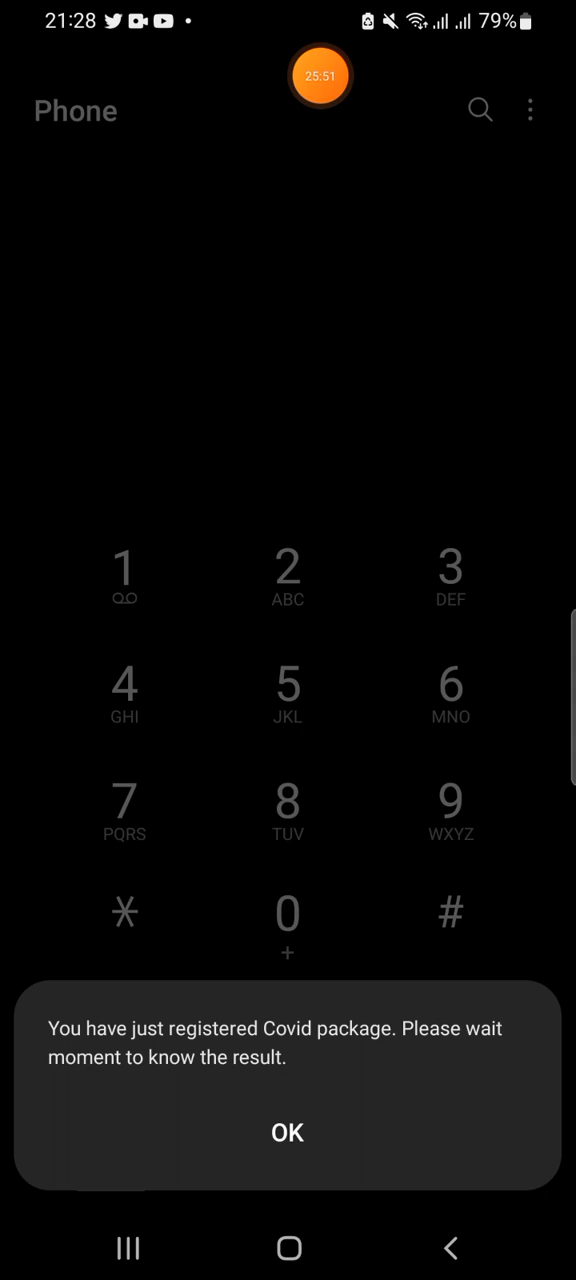 21:28
79%
25:51
Phone
1 2 3
ABC DEF
4 5 6
GHI JKL MNO
7 8 9
PQRS TUV WXYZ
* 0 #
+
You have just registered Covid package. Please wait
moment to know the result.
OK